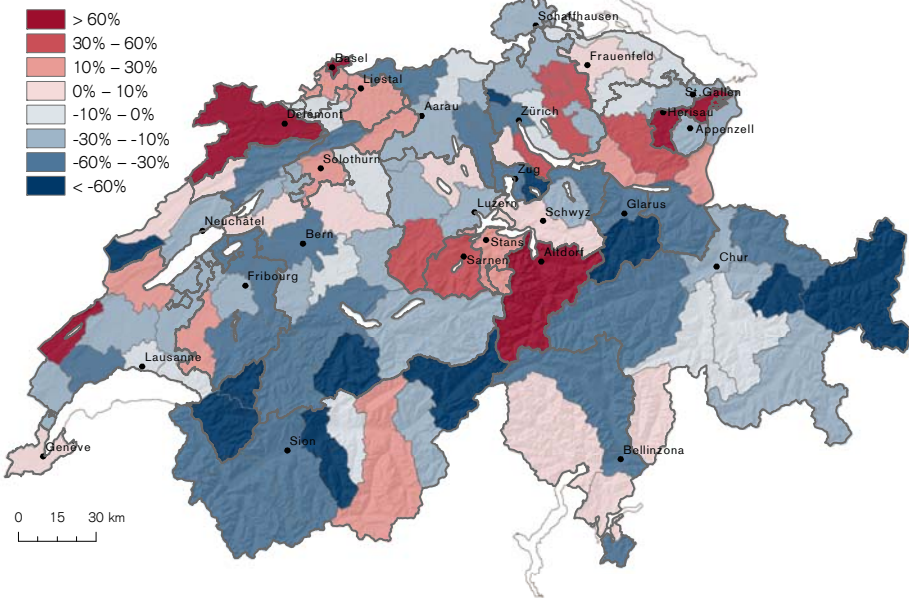 > 60%
30% – 60%
10% – 30%
0% – 10%
-10% – 0%
-30% – -10%
-60% – -30%
< -60%
Schaffhausen
Basel
Frauenfeld
Liestal
St.Gallen
Aarau
Herisau
Delémont
Zürich
Appenzell
Solothurn
Zug
Luzern
Glarus
Neuchâtel
Schwyz
Bern
Stans
Altdorf
Sarnen
Chur
Fribourg
Lausanne
Genève
Sion
Bellinzona
0 15 30 km